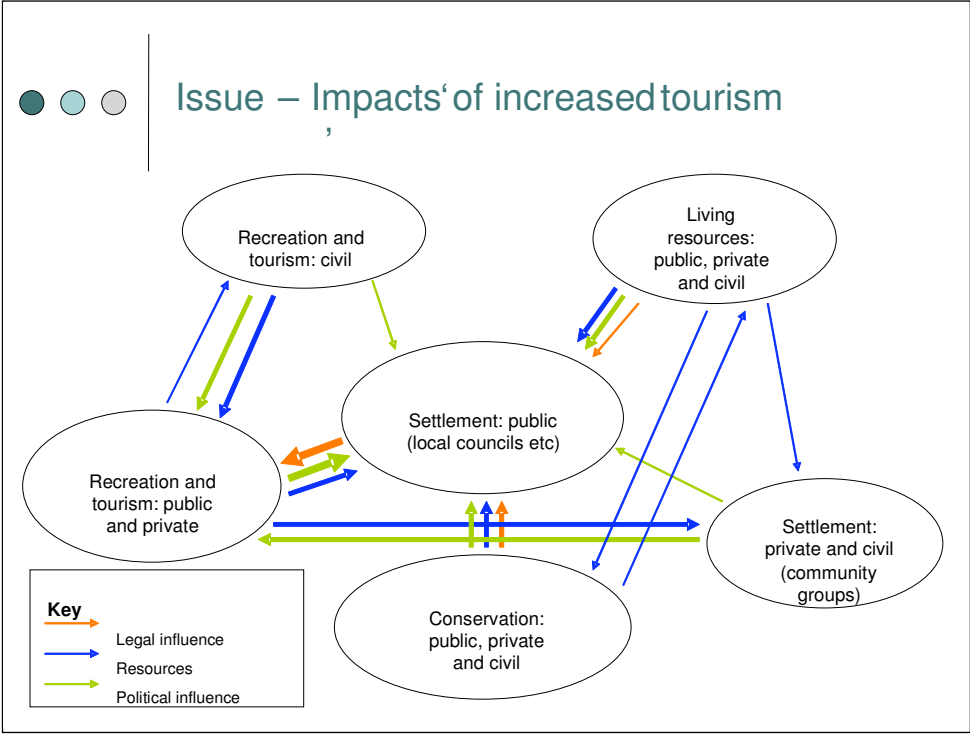 Issue – Impacts‘ of increased tourism
’
Recreation and
tourism: civil
Living
resources:
public, private
and civil
Settlement: public
(local councils etc)
Recreation and
tourism: public
and private
Settlement:
private and civil
(community
groups)
Conservation:
public, private
and civil
Key
Legal influence
Resources
Political influence